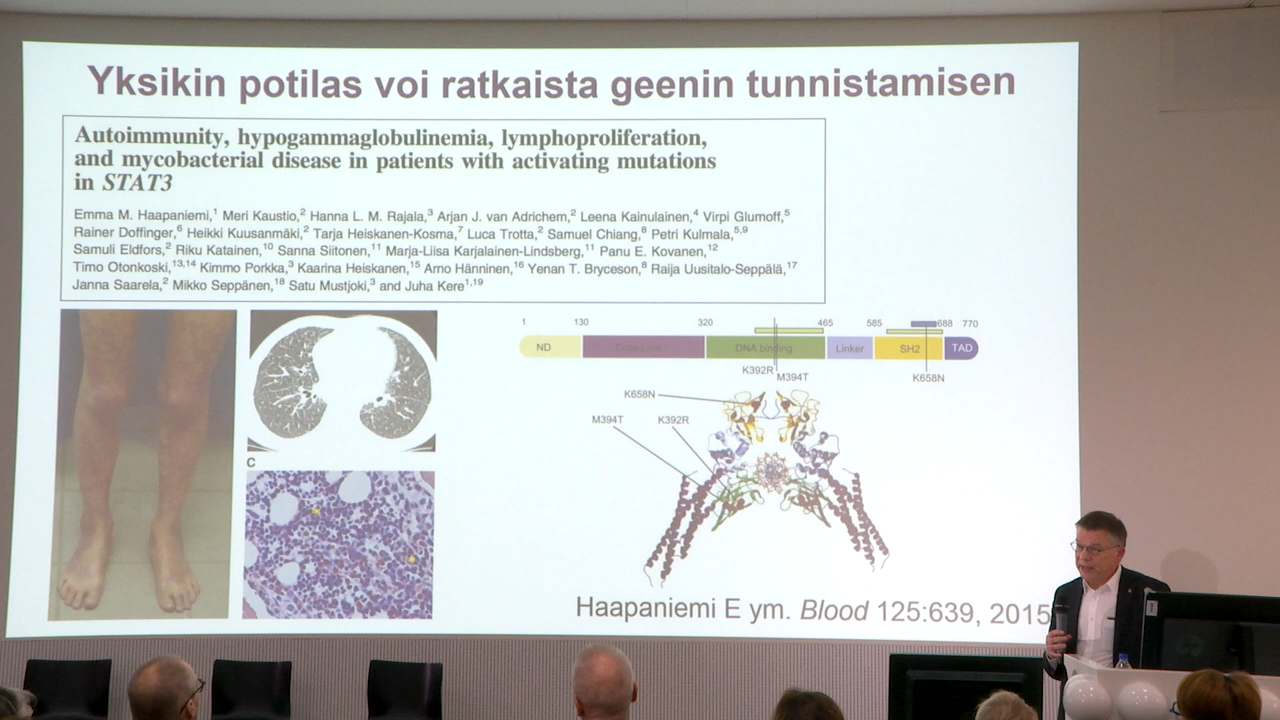 Yksikin potilas voi ratkaista geenin tunnistamisen
Autoimmunity, hypogammaglobulinemia, lymphoproliferation,
and mycobacterial disease in patients with activating mutations
in STAT3
Emma M. Haapaniemi,1 Meri Kaustio,2 Hanna L. M. Rajala,3 Arjan J. van Adrichem,2 Leena Kainulainen,4 Virpi Glumoff,5
Rainer Doffinger,6 Heikki Kuusanmäki,2 Tarja Heiskanen-Kosma,7 Luca Trotta,2 Samuel Chiang,8 Petri Kulmala,5,9
Samuli Eldfors,2 Riku Katainen,10 Sanna Siitonen,11 Marja-Liisa Karjalainen-Lindsberg,11 Panu E. Kovanen,12
Timo Otonkoski,13,14 Kimmo Porkka,3 Kaarina Heiskanen,15 Arno Hänninen,16 Yenan T. Bryceson,8 Raija Uusitalo-Seppälä,17
Janna Saarela,2 Mikko Seppänen,18 Satu Mustjoki,3 and Juha Kere1,19
1 130 320 465 585 688 770
ND DNA binding Linker SH2 TAD
K392R M394T K658N
K658N
M394T K392R
C
Haapaniemi E ym. Blood 125:639, 2015